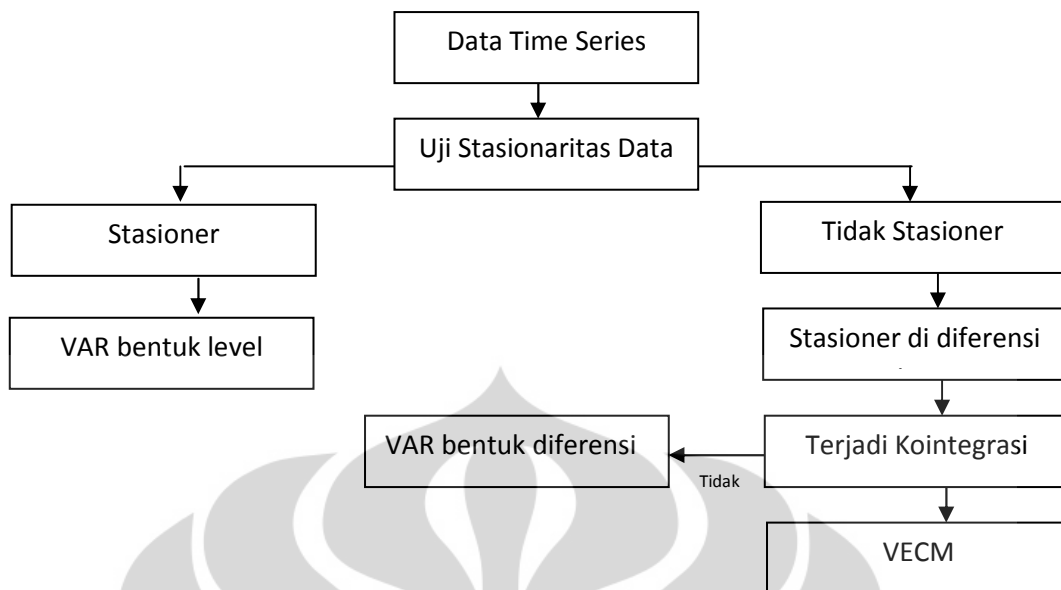 Data Time Series
Uji Stasionaritas Data
Stasioner
Tidak Stasioner
VAR bentuk level
Stasioner di diferensi
VAR bentuk diferensi
Tidak
Terjadi Kointegrasi
VECM